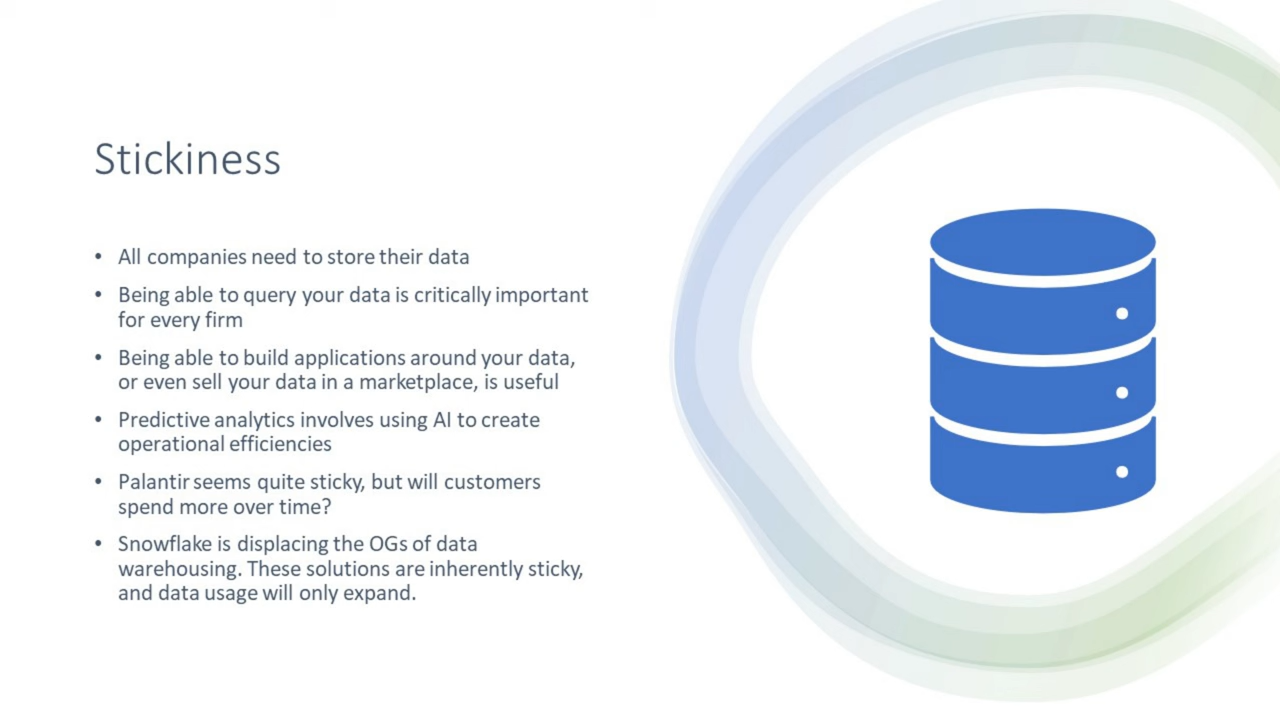 Stickiness
• All companies need to store their data
• Being able to query your data is critically important
for every firm
• Being able to build applications around your data,
or even sell your data in a marketplace, is useful
• Predictive analytics involves using AI to create
operational efficiencies
• Palantir seems quite sticky, but will customers
spend more over time?
• Snowflake is displacing the OGs of data
warehousing. These solutions are inherently sticky,
and data usage will only expand.